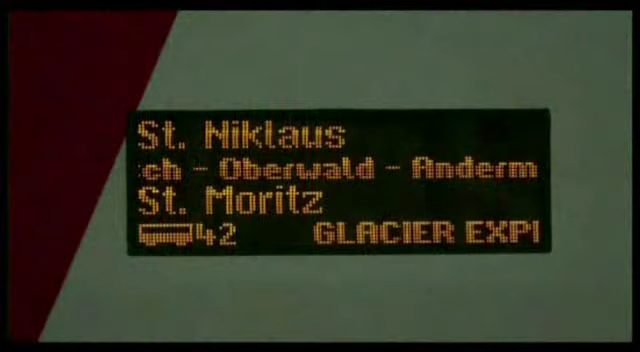 St. Niklaus
ch - Oberwald - Anderm
St. Moritz
42 GLACIER EXP